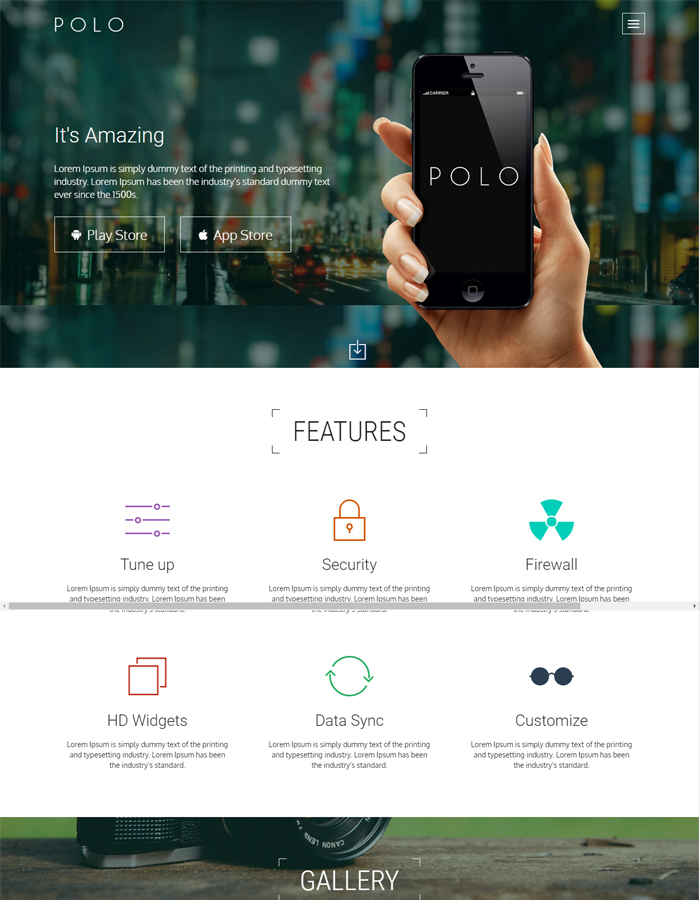 POLO
It's Amazing
Lorem Ipsum is simply dummy text of the printing and typesetting
industry. Lorem Ipsum has been the industry's standard dummy text
ever since the 1500s.
Play Store
App Store
CARRIER
POLO
FEATURES
Tune up
Security
Firewall
Lorem Ipsum is simply dummy text of the printing
and typesetting industry. Lorem Ipsum has been
the industry's standard.
Lorem Ipsum is simply dummy text of the printing
and typesetting industry. Lorem Ipsum has been
the industry's standard.
Lorem Ipsum is simply dummy text of the printing
and typesetting industry. Lorem Ipsum has been
the industry's standard.
HD Widgets
Data Sync
Customize
Lorem Ipsum is simply dummy text of the printing
and typesetting industry. Lorem Ipsum has been
the industry's standard.
Lorem Ipsum is simply dummy text of the printing
and typesetting industry. Lorem Ipsum has been
the industry's standard.
Lorem Ipsum is simply dummy text of the printing
and typesetting industry. Lorem Ipsum has been
the industry's standard.
CANON LENS
GALLERY